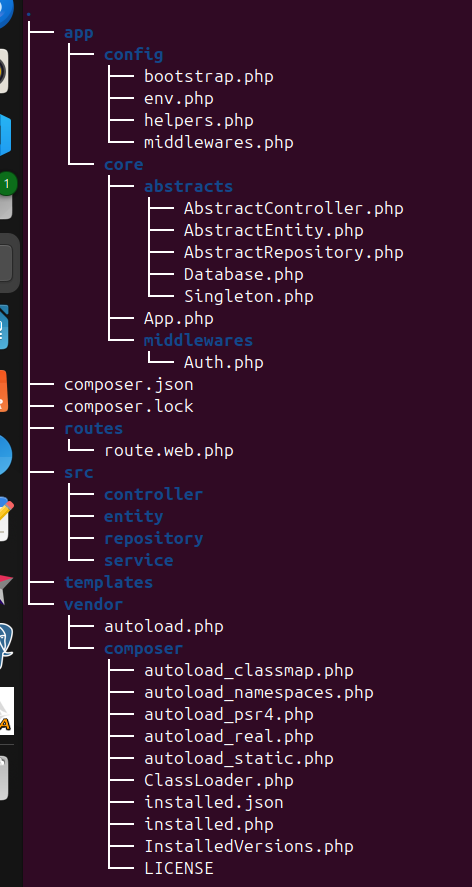 .
app
config
bootstrap.php
env.php
helpers.php
middlewares.php
core
abstracts
AbstractController.php
AbstractEntity.php
AbstractRepository.php
Database.php
Singleton.php
App.php
middlewares
Auth.php
composer.json
composer.lock
routes
route.web.php
src
controller
entity
repository
service
templates
vendor
autoload.php
composer
autoload_classmap.php
autoload_namespaces.php
autoload_psr4.php
autoload_real.php
autoload_static.php
ClassLoader.php
installed.json
installed.php
InstalledVersions.php
LICENSE
1
A